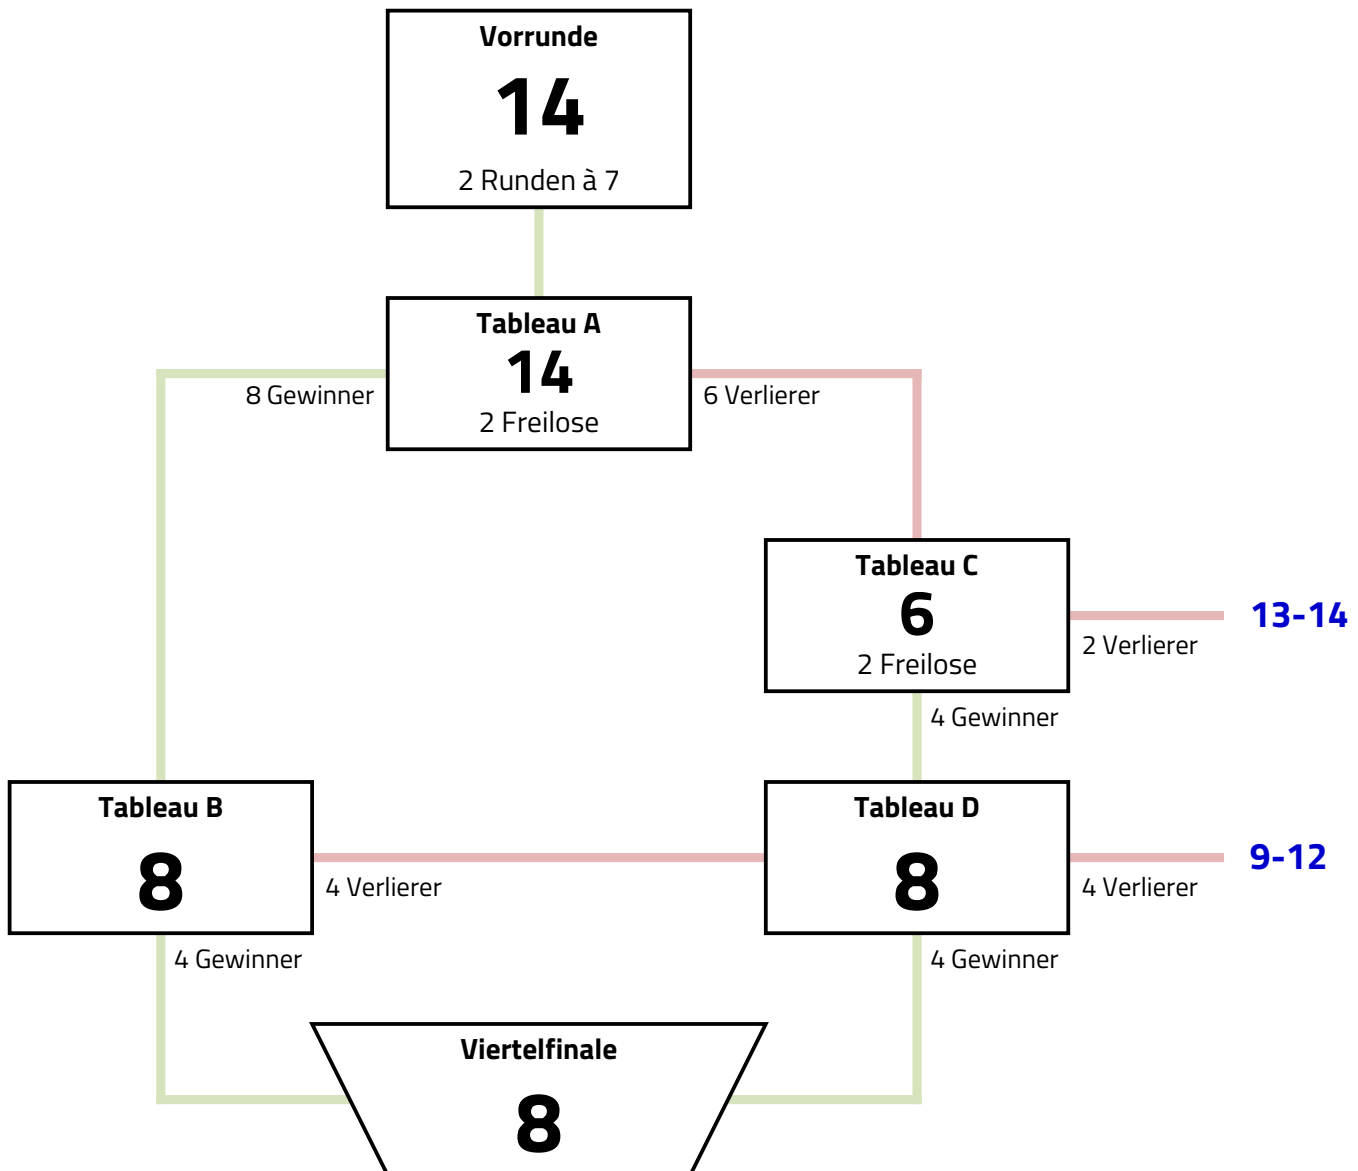 Vorrunde
14
2 Runden à 7
Tableau A
14
2 Freilose
8 Gewinner
6 Verlierer
Tableau C
6
2 Freilose
13-14
2 Verlierer
4 Gewinner
Tableau B
8
4 Verlierer
Tableau D
8
9-12
4 Verlierer
4 Gewinner
4 Gewinner
Viertelfinale
8